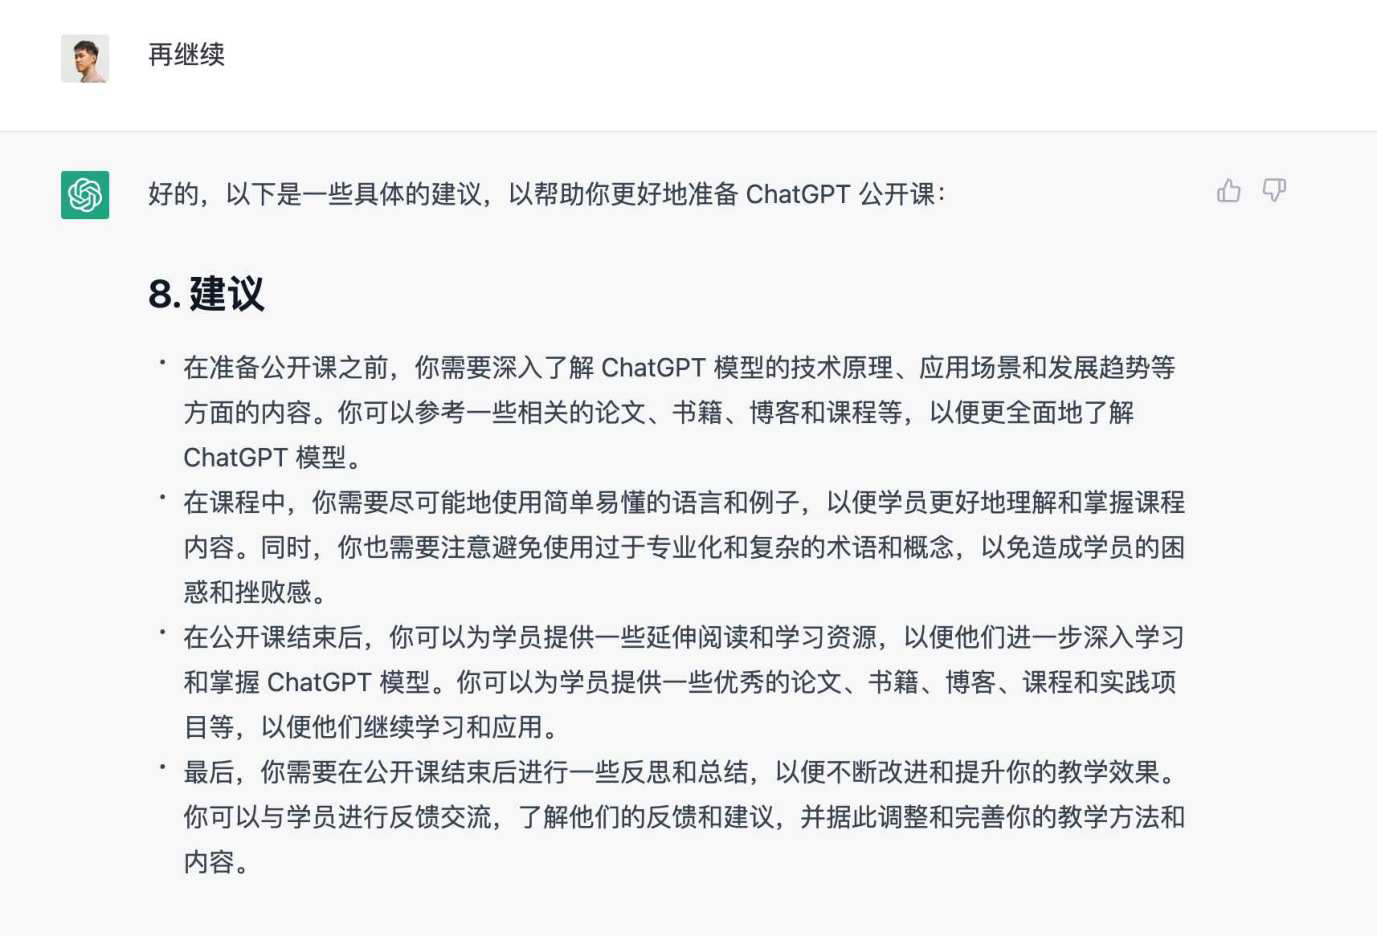 再继续
好的，以下是一些具体的建议，以帮助你更好地准备 ChatGPT 公开课：
8. 建议
• 在准备公开课之前，你需要深入了解 ChatGPT 模型的技术原理、应用场景和发展趋势等
方面的内容。你可以参考一些相关的论文、书籍、博客和课程等，以便更全面地了解
ChatGPT 模型。
• 在课程中，你需要尽可能地使用简单易懂的语言和例子，以便学员更好地理解和掌握课程
内容。同时，你也需要注意避免使用过于专业化和复杂的术语和概念，以免造成学员的困
惑和挫败感。
• 在公开课结束后，你可以为学员提供一些延伸阅读和学习资源，以便他们进一步深入学习
和掌握 ChatGPT 模型。你可以为学员提供一些优秀的论文、书籍、博客、课程和实践项
目等，以便他们继续学习和应用。
• 最后，你需要在公开课结束后进行一些反思和总结，以便不断改进和提升你的教学效果。
你可以与学员进行反馈交流，了解他们的反馈和建议，并据此调整和完善你的教学方法和
内容。